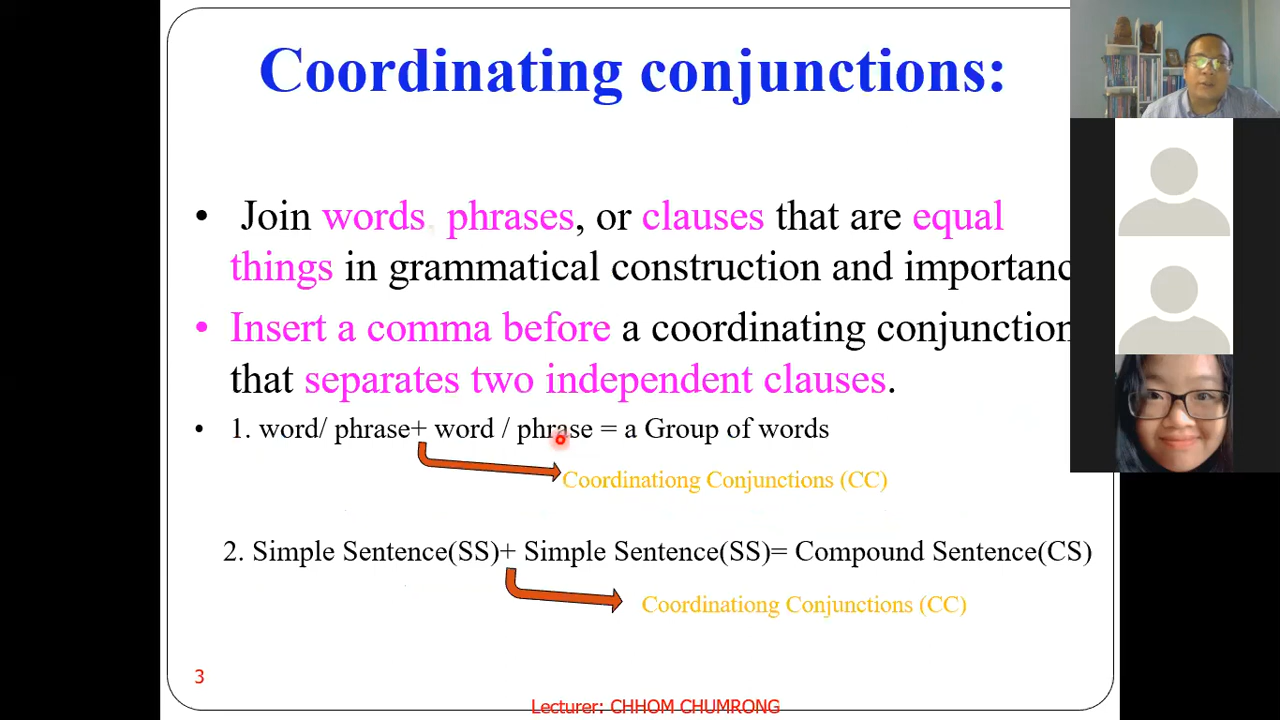 Coordinating conjunctions:
• Join words, phrases, or clauses that are equal
things in grammatical construction and importanc
• Insert a comma before a coordinating conjunction
that separates two independent clauses.
• 1. word/ phrase+ word / phrase = a Group of words
Coordinationg Conjunctions (CC)
2. Simple Sentence(SS)+ Simple Sentence(SS)= Compound Sentence(CS)
Coordinationg Conjunctions (CC)
3
Lecturer: CHHOM CHUMRONG